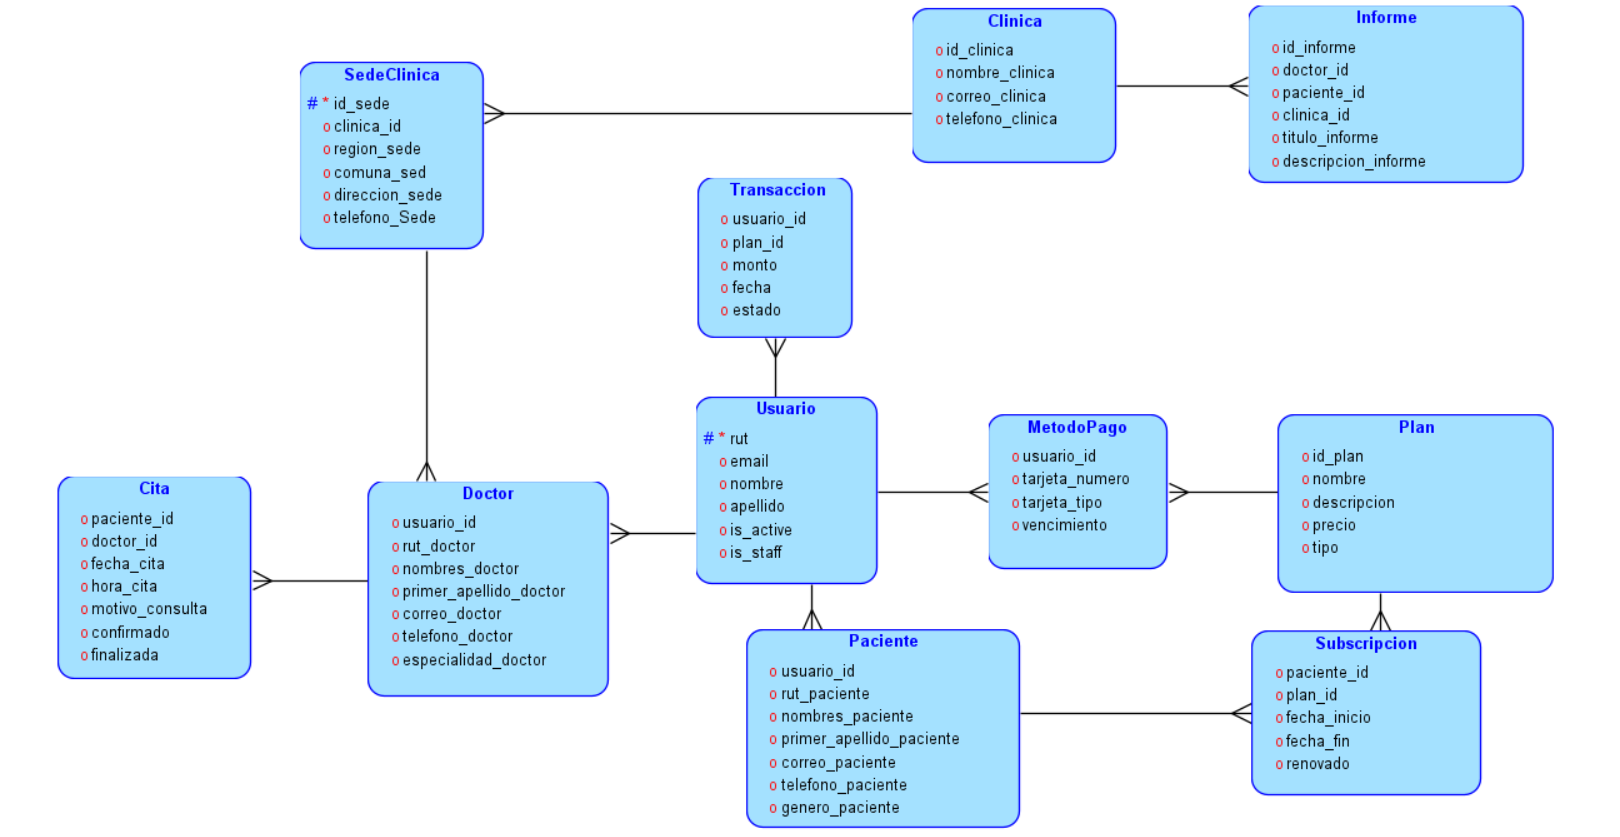 Clinica
o id_clinica
o nombre_clinica
o correo_clinica
o telefono_clinica
Informe
o id_informe
o doctor_id
o paciente_id
o clinica_id
o titulo_informe
o descripcion_informe
SedeClinica
# * id_sede
o clinica_id
o region_sede
o comuna_sed
o direccion_sede
o telefono_Sede
Transaccion
o usuario_id
o plan_id
o monto
o fecha
o estado
Usuario
# * rut
o email
o nombre
o apellido
o is_active
o is_staff
MetodoPago
o usuario_id
o tarjeta_numero
o tarjeta_tipo
o vencimiento
Plan
o id_plan
o nombre
o descripcion
o precio
o tipo
Cita
o paciente_id
o doctor_id
o fecha_cita
o hora_cita
o motivo_consulta
o confirmado
o finalizada
Doctor
o usuario_id
o rut_doctor
o nombres_doctor
o primer_apellido_doctor
o correo_doctor
o telefono_doctor
o especialidad_doctor
Paciente
o usuario_id
o rut_paciente
o nombres_paciente
o primer_apellido_paciente
o correo_paciente
o telefono_paciente
o genero_paciente
Subscripcion
o paciente_id
o plan_id
o fecha_inicio
o fecha_fin
o renovado